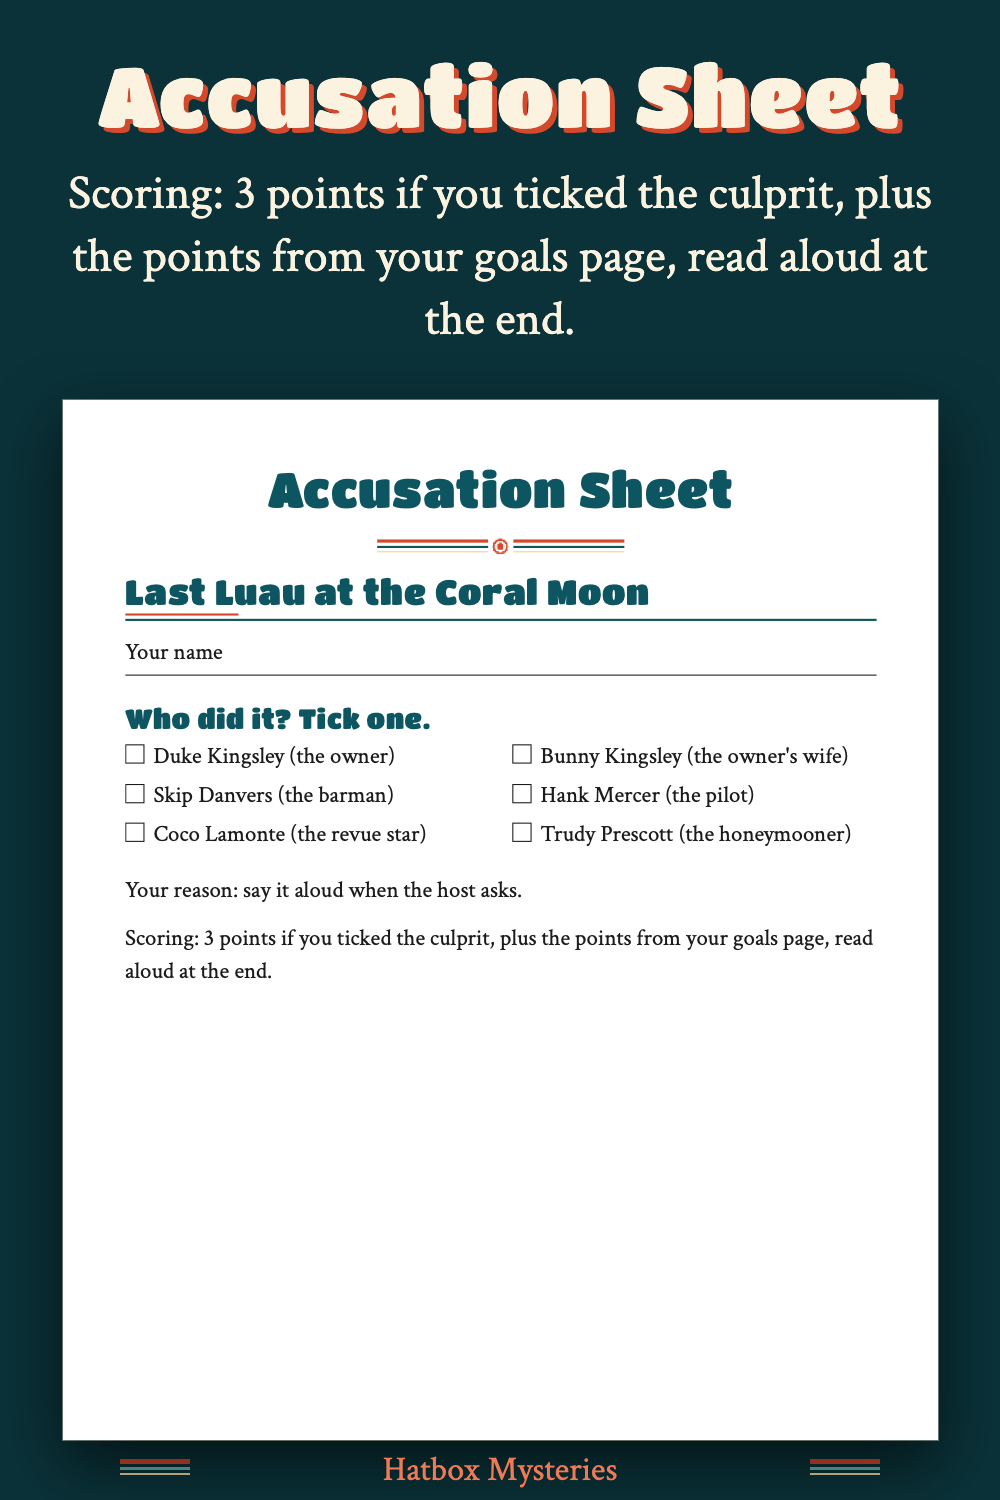 Accusation Sheet
Scoring: 3 points if you ticked the culprit, plus
the points from your goals page, read aloud at
the end.
Accusation Sheet
Last Luau at the Coral Moon
Your name
Who did it? Tick one.
Duke Kingsley (the owner)
Bunny Kingsley (the owner's wife)
Skip Danvers (the barman)
Hank Mercer (the pilot)
Coco Lamonte (the revue star)
Trudy Prescott (the honeymooner)
Your reason: say it aloud when the host asks.
Scoring: 3 points if you ticked the culprit, plus the points from your goals page, read
aloud at the end.
Hatbox Mysteries